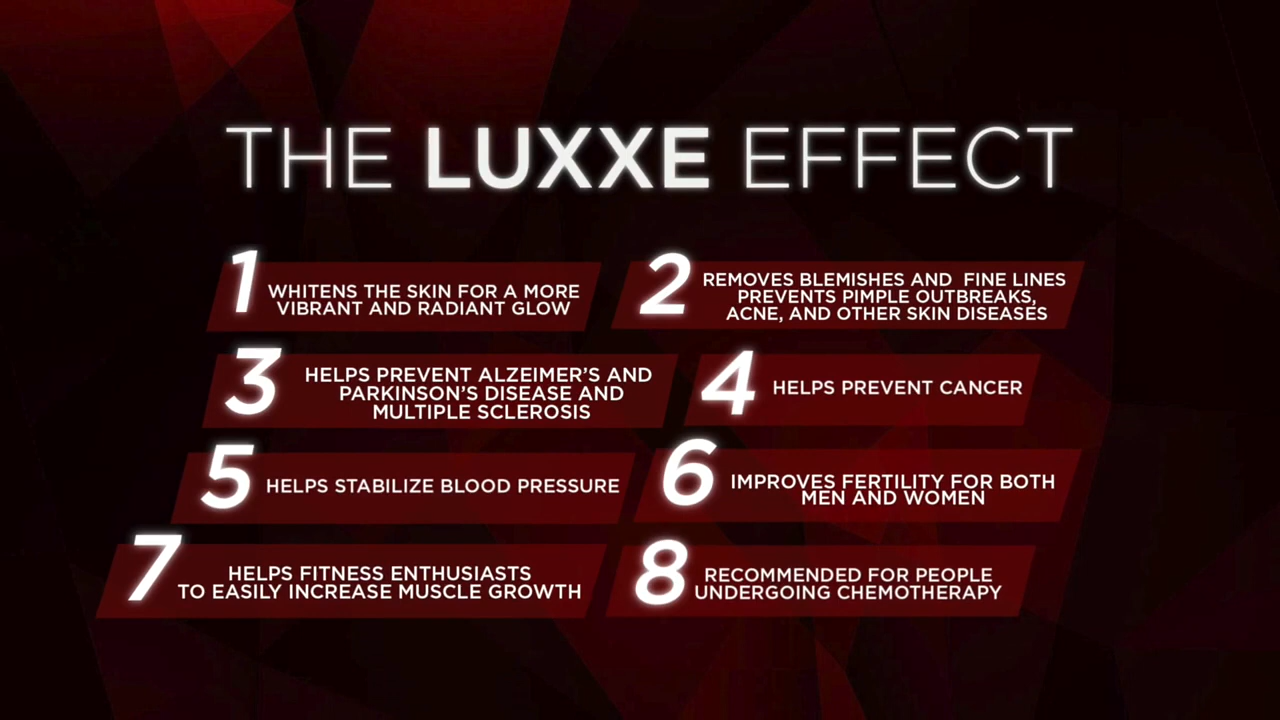 THE LUXXE EFFECT
1
WHITENS THE SKIN FOR A MORE
VIBRANT AND RADIANT GLOW
2
REMOVES BLEMISHES AND FINE LINES
PREVENTS PIMPLE OUTBREAKS,
ACNE, AND OTHER SKIN DISEASES
3
HELPS PREVENT ALZEIMER'S AND
PARKINSON'S DISEASE AND
MULTIPLE SCLEROSIS
4
HELPS PREVENT CANCER
5
HELPS STABILIZE BLOOD PRESSURE
6
IMPROVES FERTILITY FOR BOTH
MEN AND WOMEN
7
HELPS FITNESS ENTHUSIASTS
TO EASILY INCREASE MUSCLE GROWTH
8
RECOMMENDED FOR PEOPLE
UNDERGOING CHEMOTHERAPY